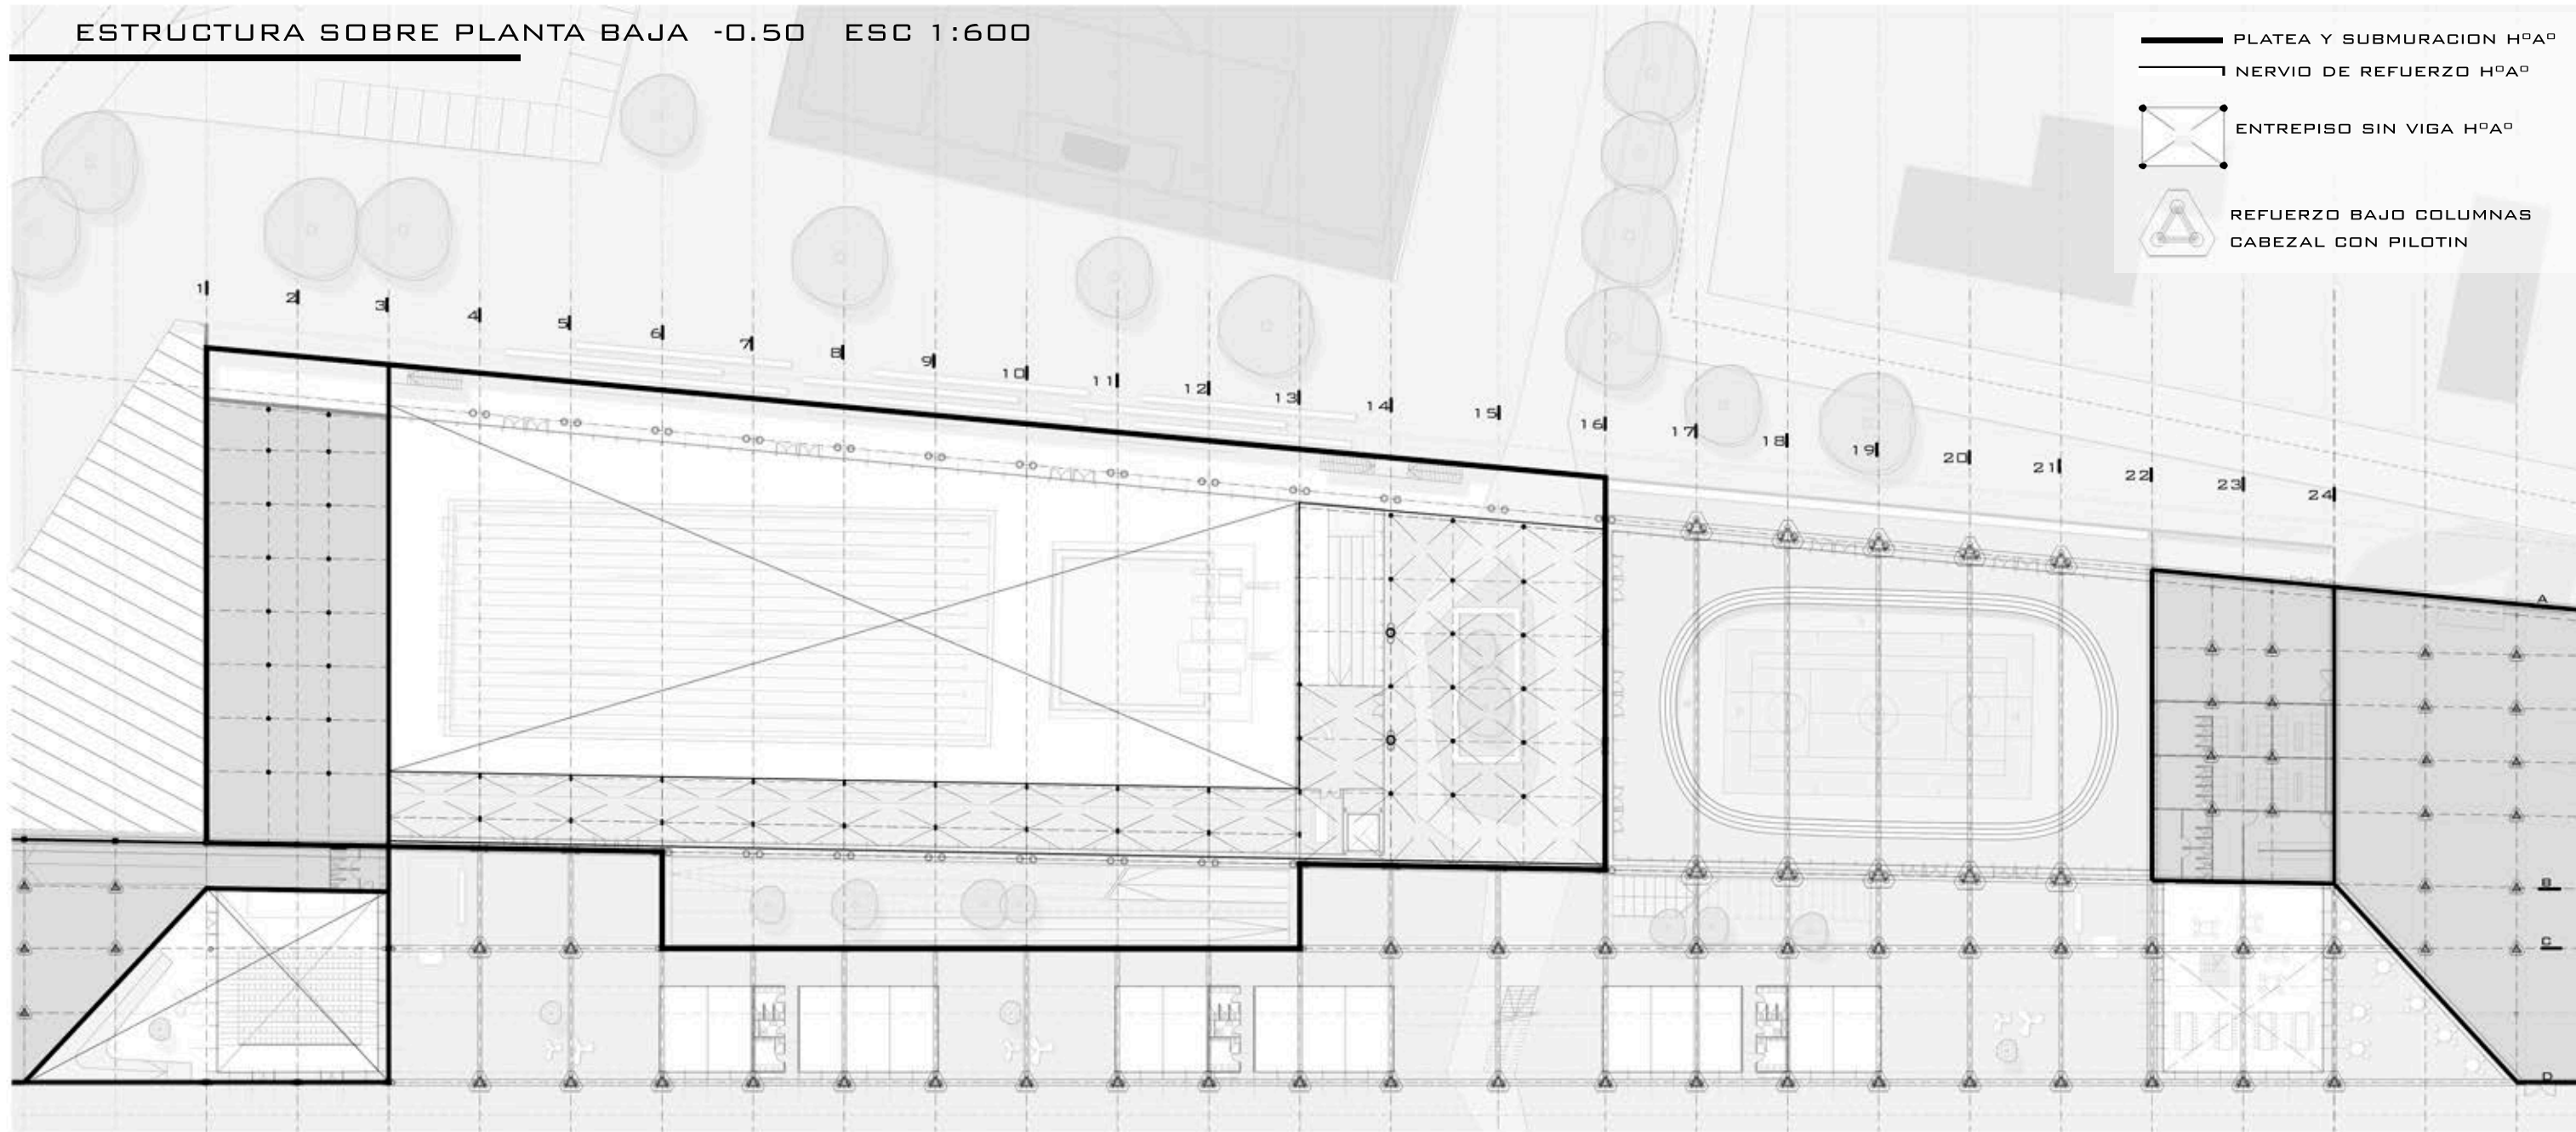 ESTRUCTURA SOBRE PLANTA BAJA -0.50 ESC 1:600
PLATEA Y SUBMURACION HºAº
NERVIO DE REFUERZO HºAº
ENTREPISO SIN VIGA HºAº
REFUERZO BAJO COLUMNAS
CABEZAL CON PILOTIN
1
2
3
4
5
6
7
8
9
10
11
12
13
14
15
16
17
18
19
20
21
22
23
24
A
B
C
D